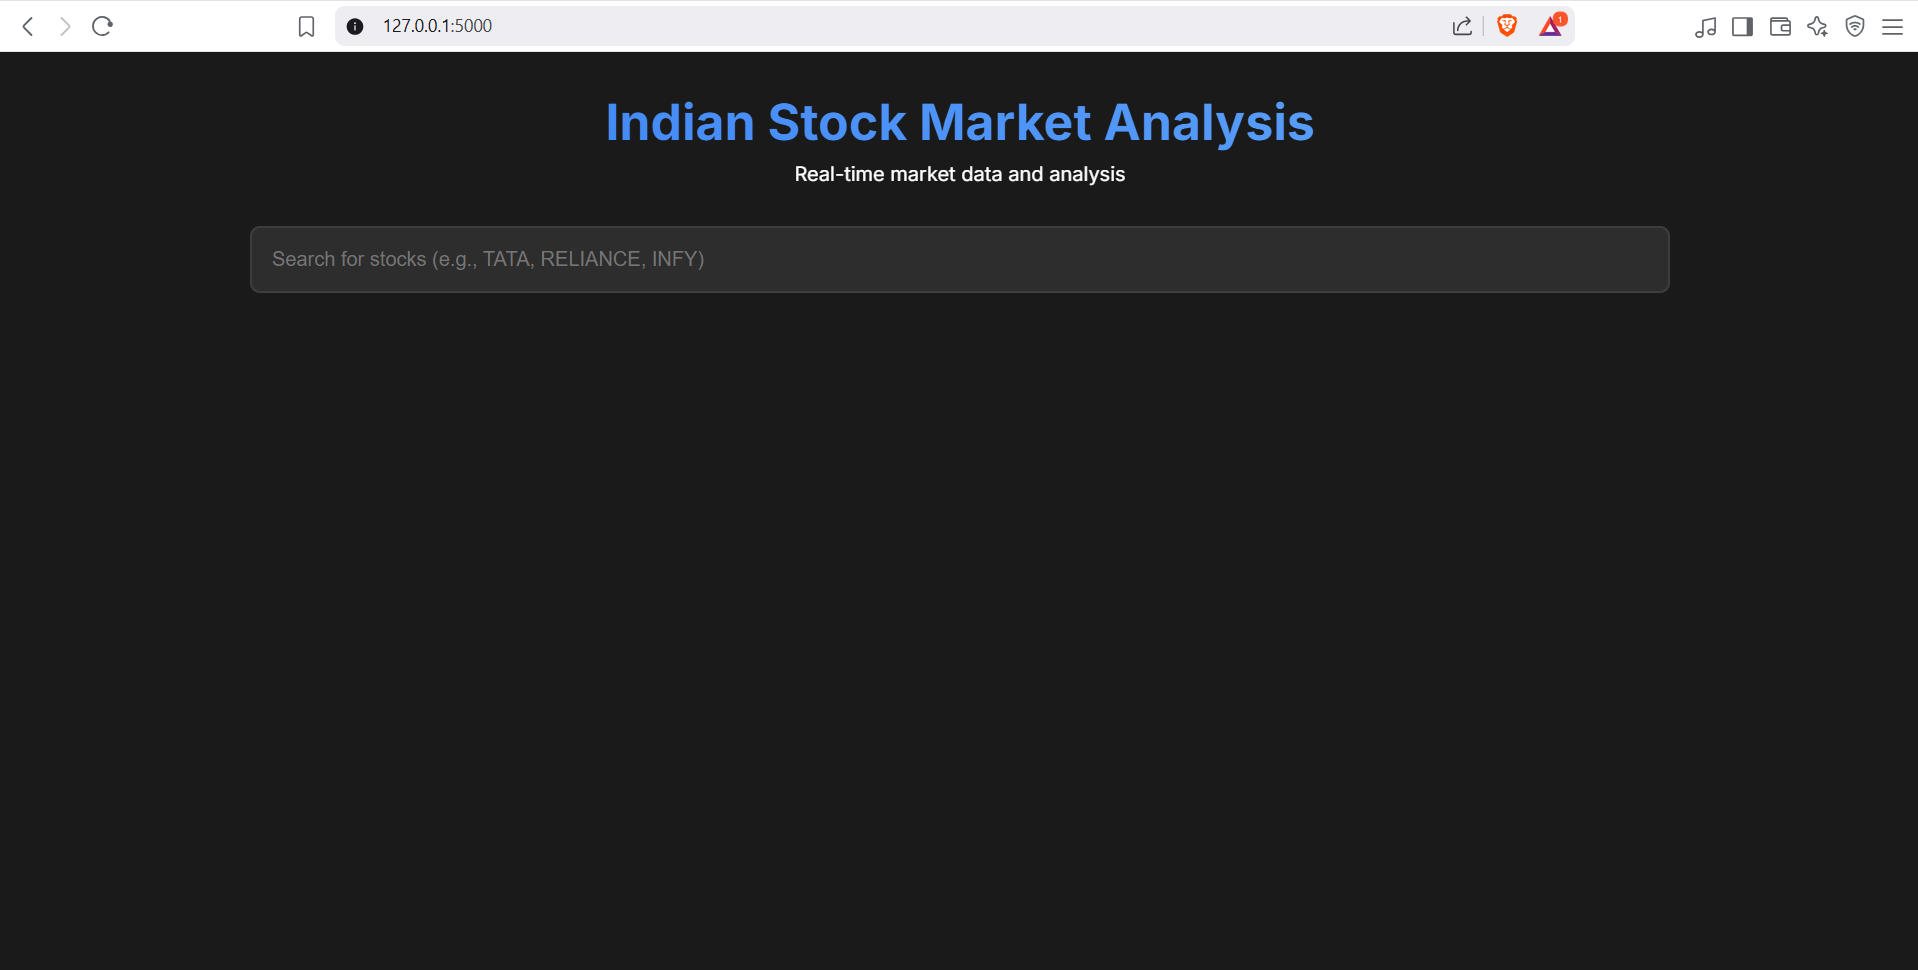 127.0.0.1:5000
1
Indian Stock Market Analysis
Real-time market data and analysis
Search for stocks (e.g., TATA, RELIANCE, INFY)